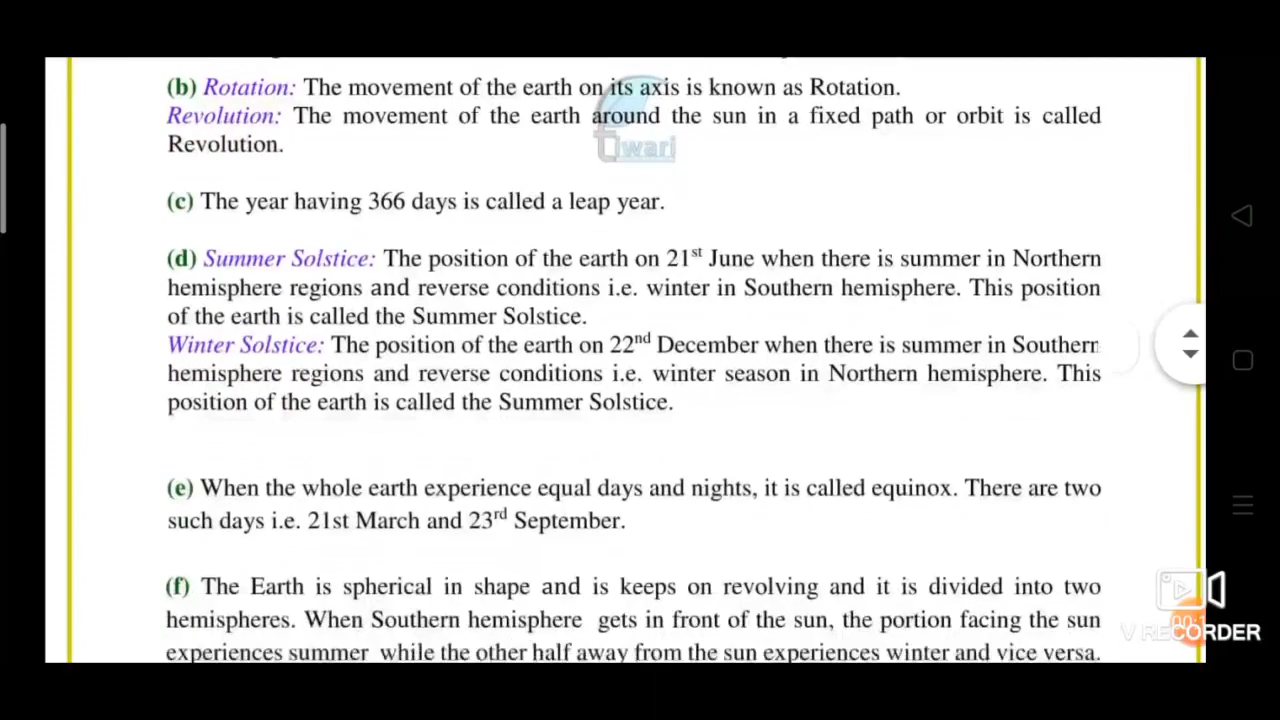 (b) Rotation: The movement of the earth on its axis is known as Rotation.
Revolution: The movement of the earth around the sun in a fixed path or orbit is called
Revolution.
(c) The year having 366 days is called a leap year.
(d) Summer Solstice: The position of the earth on 21st June when there is summer in Northern
hemisphere regions and reverse conditions i.e. winter in Southern hemisphere. This position
of the earth is called the Summer Solstice.
Winter Solstice: The position of the earth on 22nd December when there is summer in Southern
hemisphere regions and reverse conditions i.e. winter season in Northern hemisphere. This
position of the earth is called the Summer Solstice.
(e) When the whole earth experience equal days and nights, it is called equinox. There are two
such days i.e. 21st March and 23rd September.
(f) The Earth is spherical in shape and is keeps on revolving and it is divided into two
hemispheres. When Southern hemisphere gets in front of the sun, the portion facing the sun
experiences summer while the other half away from the sun experiences winter and vice versa.
tiwari
V RECORDER